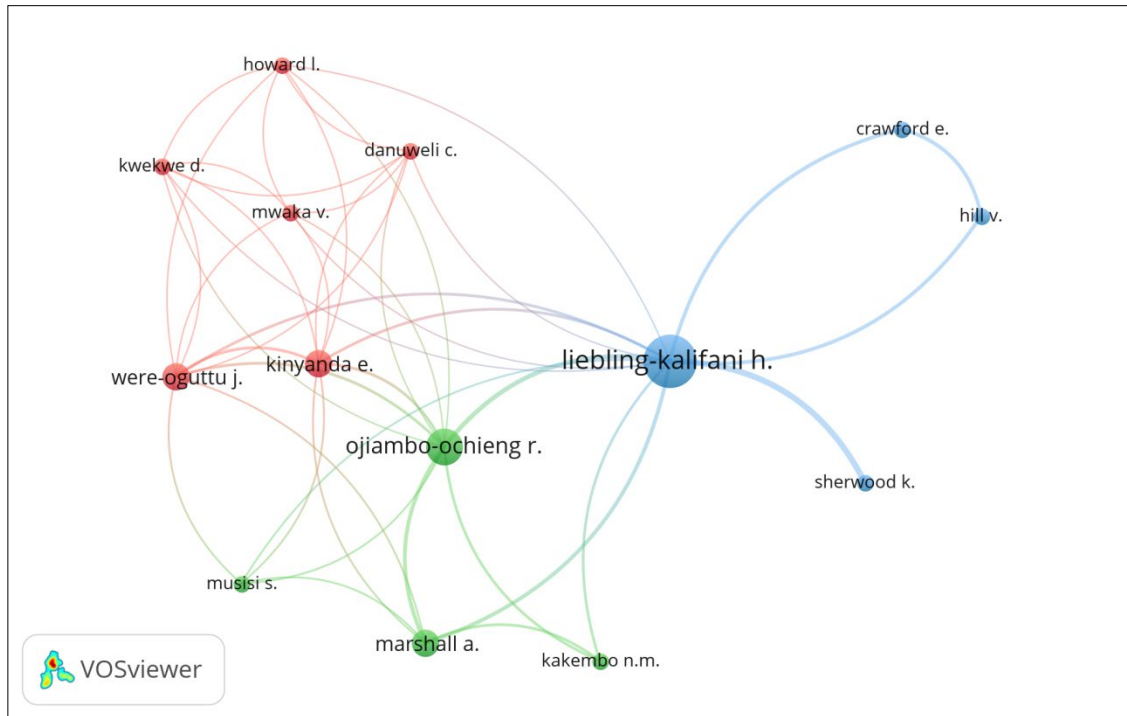 howard l.
crawford e.
danuweli c.
kwekwe d.
mwaka v.
hill v.
liebling-kalifani h.
kinyanda e.
were-oguttu j.
ojiambo-ochieng r.
sherwood k.
musisi s.
marshall a.
kakembo n.m.
VOSviewer